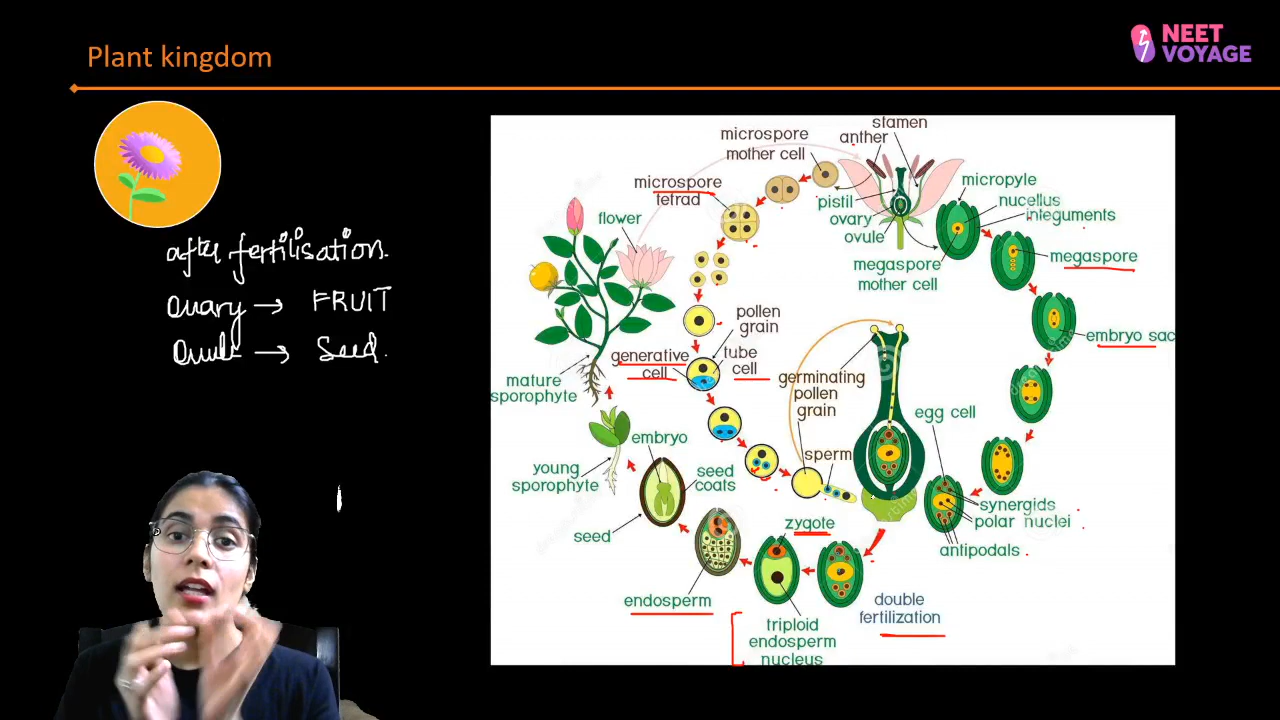 Plant kingdom
NEET
VOYAGE
after fertilisation.
Ovary → FRUIT
Ovule → Seed.
stamen
anther
microspore
mother cell
microspore
tetrad
flower
pistil
ovary
ovule
micropyle
nucellus
integuments
megaspore
mother cell
megaspore
embryo sac
pollen
grain
generative
cell
tube
cell
germinating
pollen
grain
egg cell
sperm
mature
sporophyte
embryo
seed
coats
young
sporophyte
seed
synergids
polar nuclei
antipodals
zygote
endosperm
triploid
endosperm
nucleus
double
fertilization